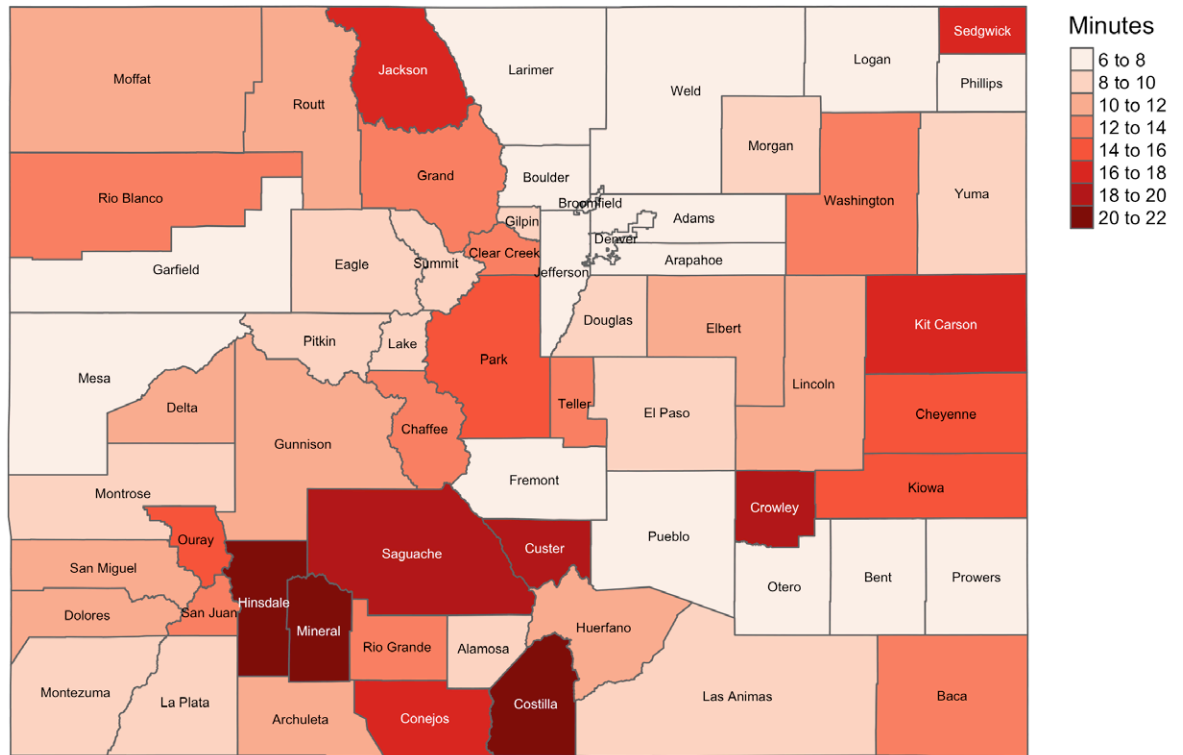 Minutes
6 to 8
8 to 10
10 to 12
12 to 14
14 to 16
16 to 18
18 to 20
20 to 22
Sedgwick
Logan
Jackson
Larimer
Moffat
Phillips
Weld
Routt
Morgan
Grand
Boulder
Yuma
Rio Blanco
Washington
Broomfield
Gilpin
Adams
Denver
Clear Creek
Arapahoe
Eagle
Summit
Garfield
Jefferson
Douglas
Kit Carson
Elbert
Pitkin
Lake
Park
Mesa
Lincoln
Teller
Delta
El Paso
Cheyenne
Chaffee
Gunnison
Fremont
Kiowa
Montrose
Crowley
Pueblo
Ouray
Custer
Saguache
San Miguel
Bent
Prowers
Otero
Hinsdale
San Juan
Dolores
Huerfano
Mineral
Rio Grande
Alamosa
Montezuma
Las Animas
Baca
La Plata
Costilla
Conejos
Archuleta